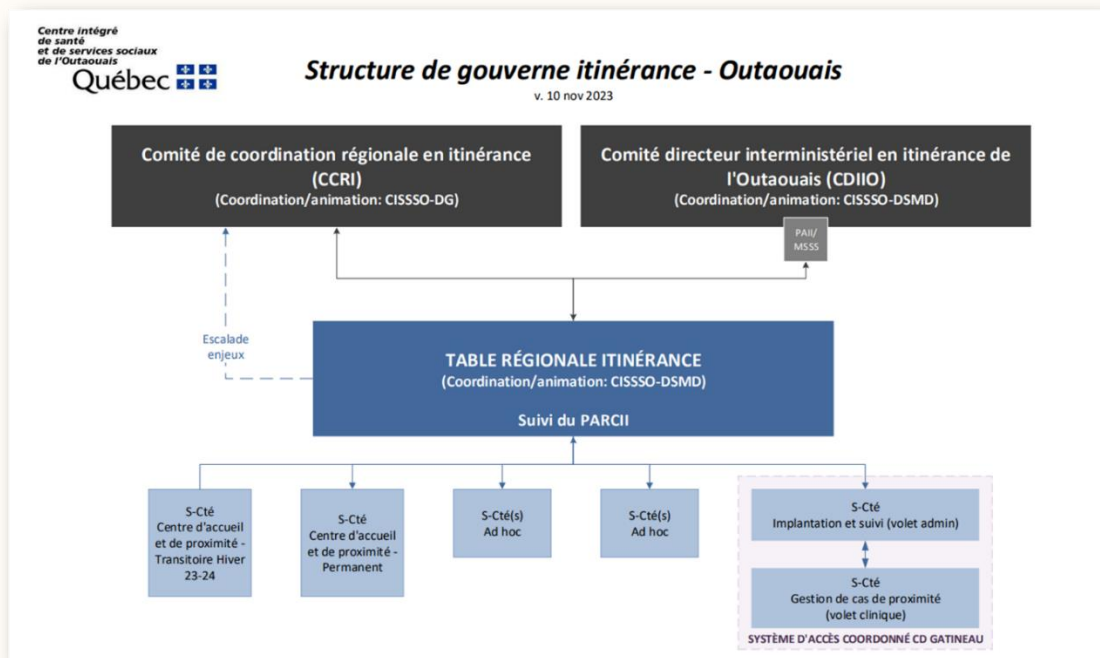 Centre intégré
de santé
et de services sociaux
de l'Outaouais
Québec
Structure de gouverne itinérance - Outaouais
v. 10 nov 2023
Comité de coordination régionale en itinérance
(CCRI)
(Coordination/animation: CISSSO-DG)
Comité directeur interministériel en itinérance de
l'Outaouais (CDIIO)
(Coordination/animation: CISSSO-DSMD)
PAII/
MSSS
Escalade
enjeux
TABLE RÉGIONALE ITINÉRANCE
(Coordination/animation: CISSSO-DSMD)
Suivi du PARCII
S-Cté
Centre d'accueil
et de proximité -
Transitoire Hiver
23-24
S-Cté
Centre d'accueil
et de proximité -
Permanent
S-Cté(s)
Ad hoc
S-Cté(s)
Ad hoc
S-Cté
Implantation et suivi (volet admin)
S-Cté
Gestion de cas de proximité
(volet clinique)
SYSTÈME D'ACCÈS COORDONNÉ CD GATINEAU